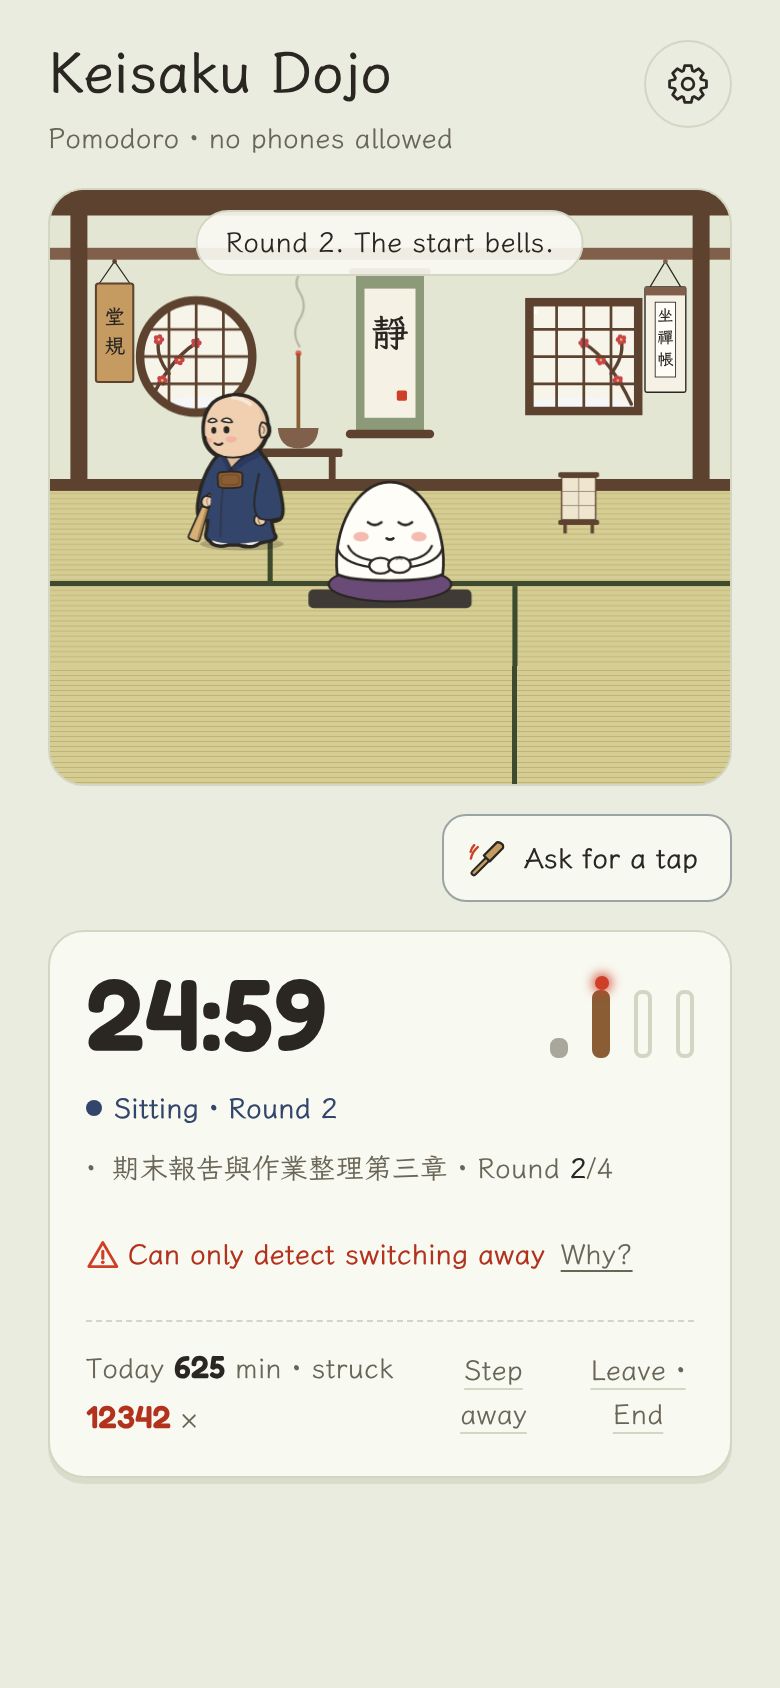 Keisaku Dojo
Pomodoro • no phones allowed
Round 2. The start bells.
堂規
靜
坐禪帳
Ask for a tap
24:59
Sitting • Round 2
• 期末報告與作業整理第三章 • Round 2/4
Can only detect switching away Why?
Today 625 min • struck
12342 ×
Step
away
Leave •
End